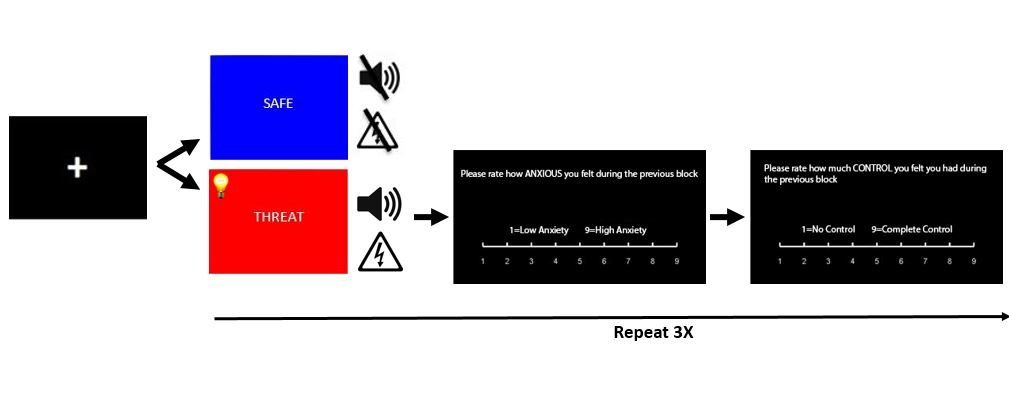 SAFE
THREAT
Please rate how ANXIOUS you felt during the previous block
1=Low Anxiety 9=High Anxiety
1 2 3 4 5 6 7 8 9
Please rate how much CONTROL you felt you had during
the previous block
1=No Control 9=Complete Control
1 2 3 4 5 6 7 8 9
Repeat 3X